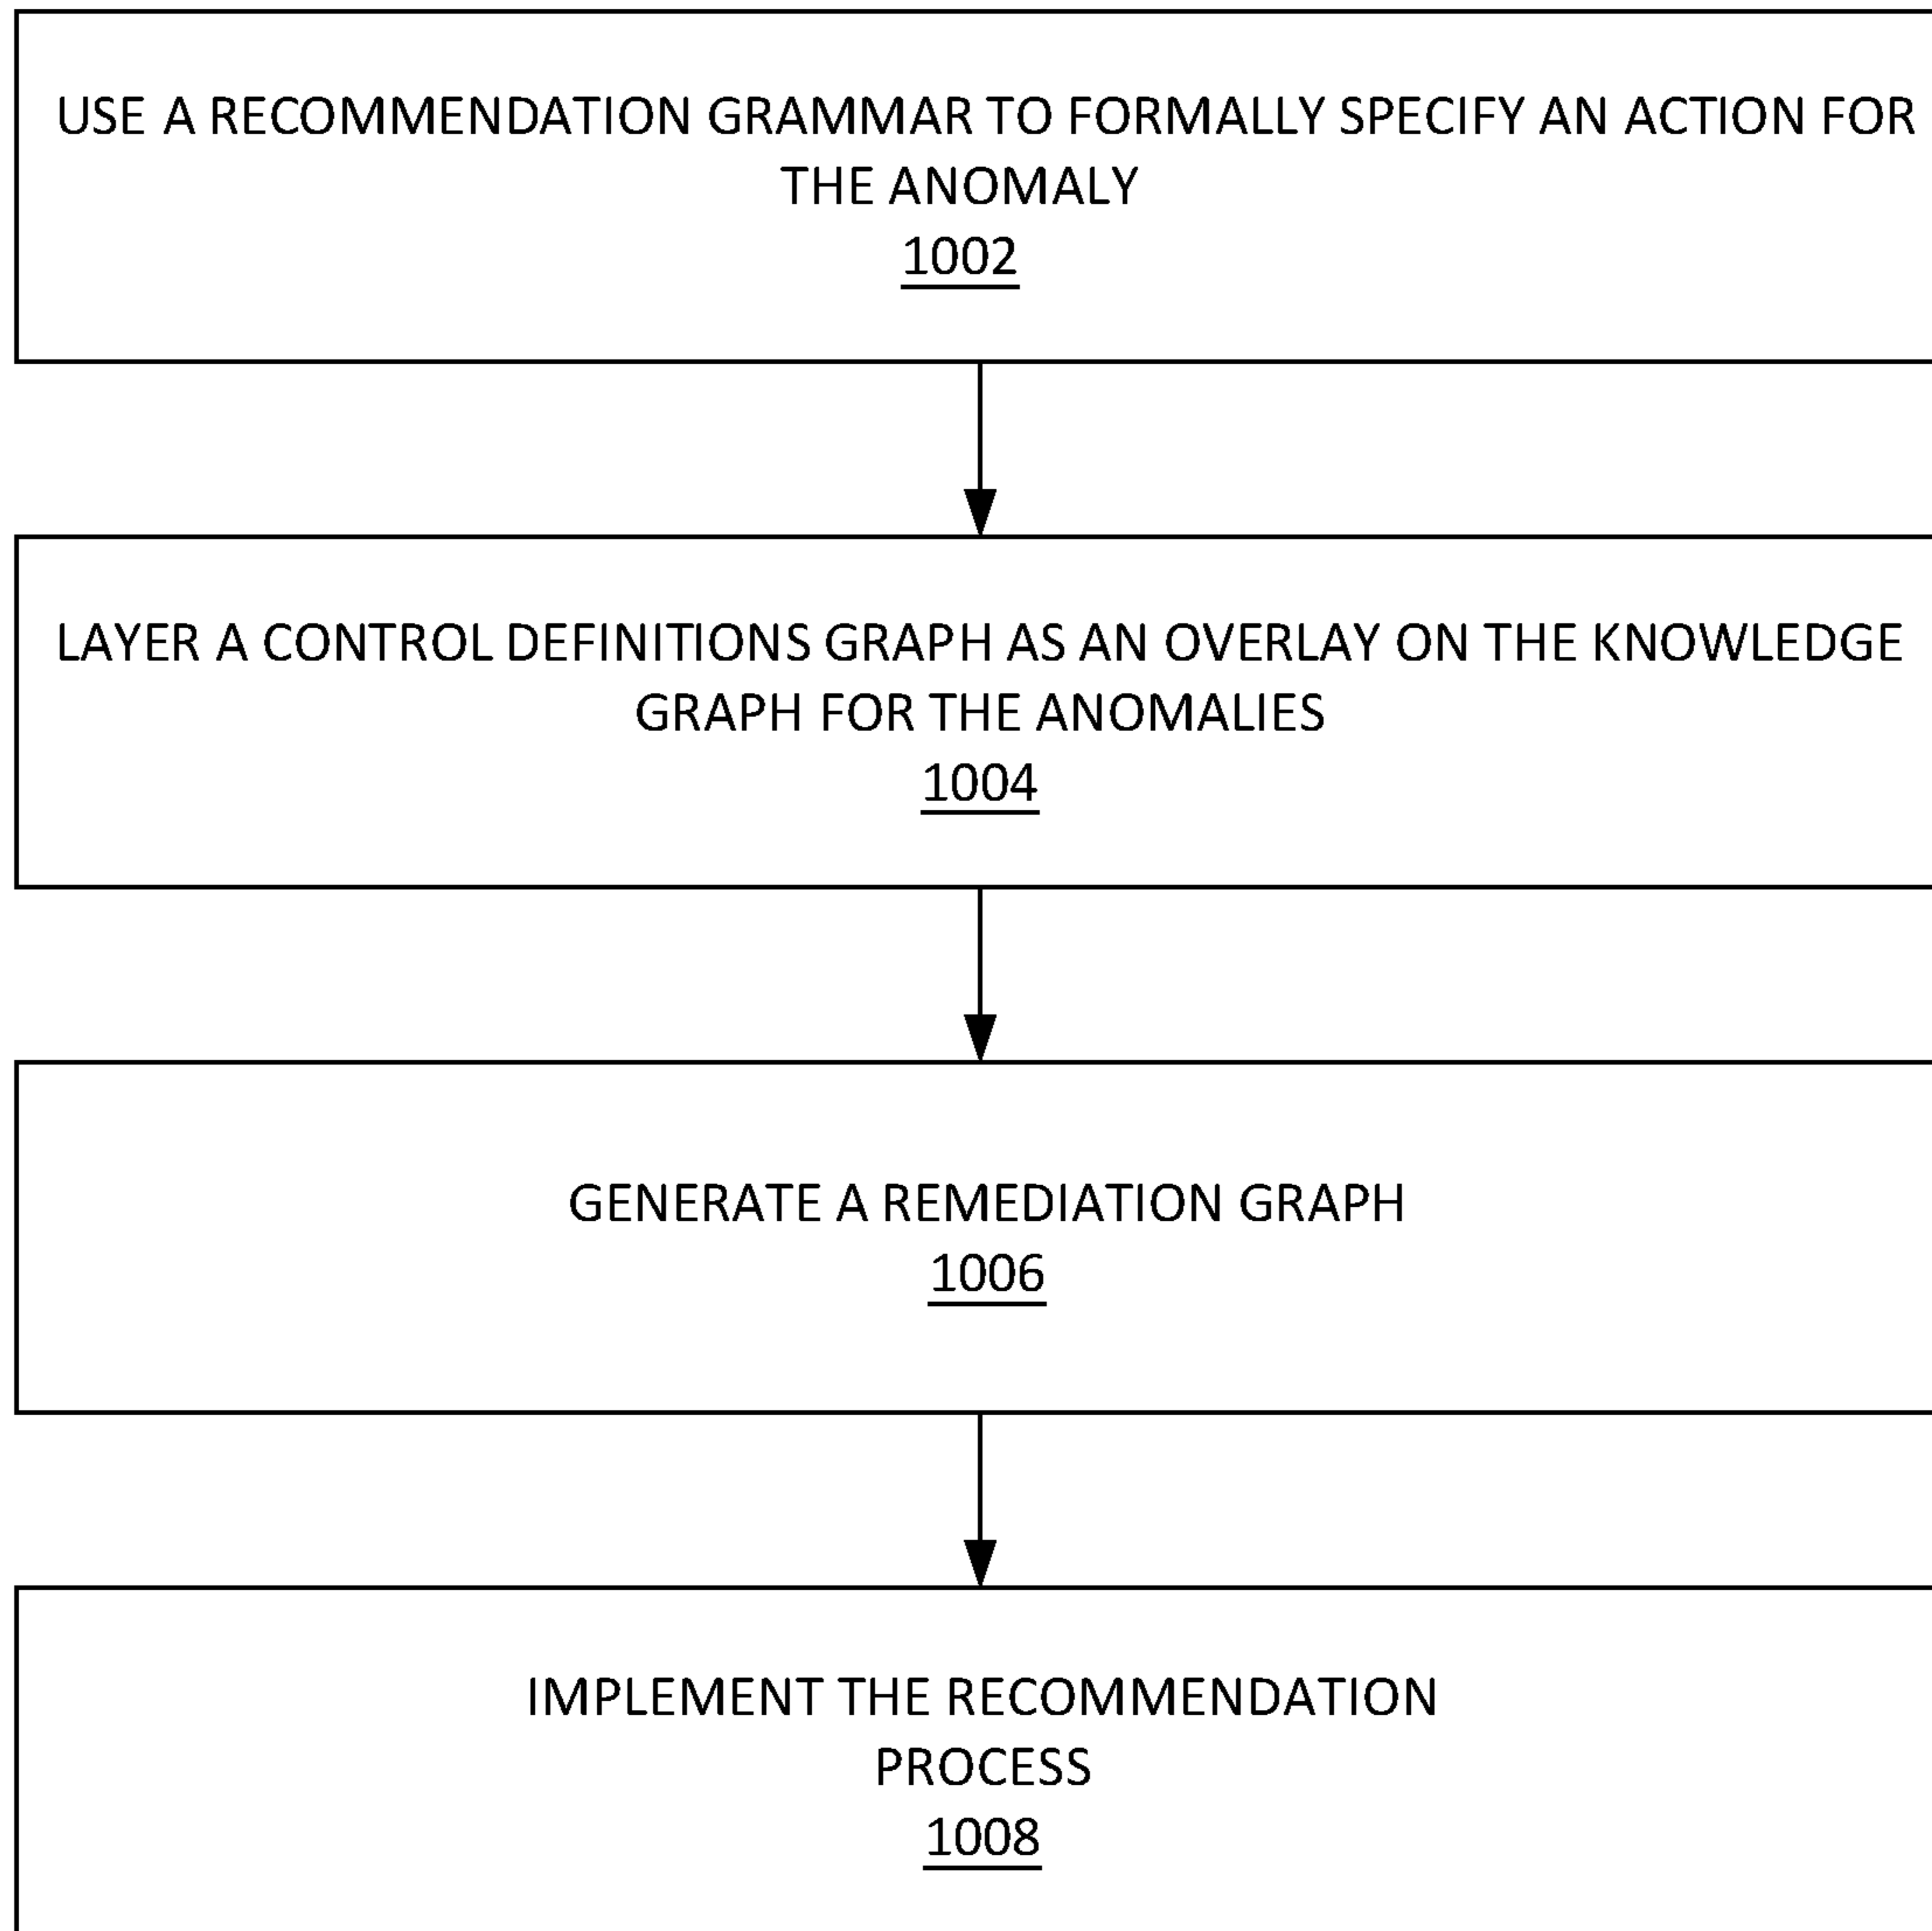 USE A RECOMMENDATION GRAMMAR TO FORMALLY SPECIFY AN ACTION FOR
THE ANOMALY
1002
LAYER A CONTROL DEFINITIONS GRAPH AS AN OVERLAY ON THE KNOWLEDGE
GRAPH FOR THE ANOMALIES
1004
GENERATE A REMEDIATION GRAPH
1006
IMPLEMENT THE RECOMMENDATION
PROCESS
1008